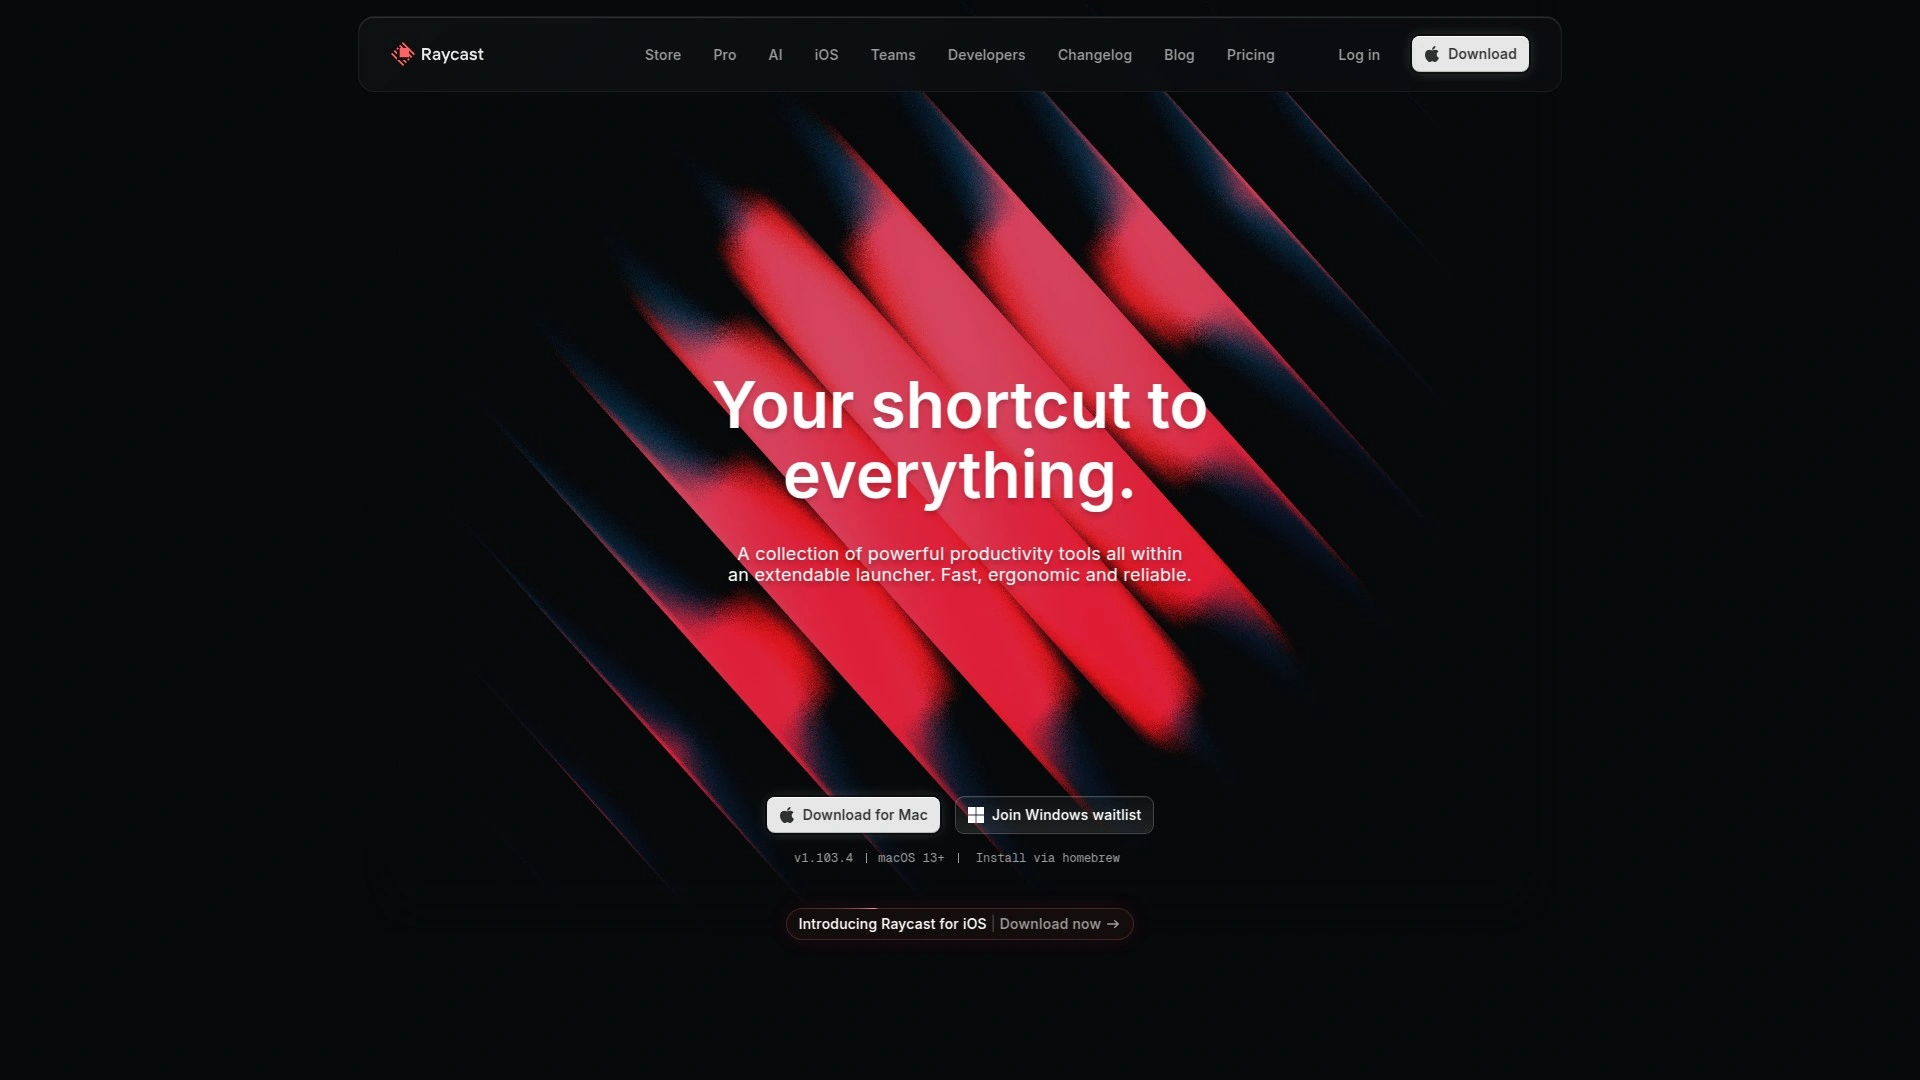 Raycast
Store Pro AI iOS Teams Developers Changelog Blog Pricing Log in Download
Your shortcut to
everything.
A collection of powerful productivity tools all within
an extendable launcher. Fast, ergonomic and reliable.
Download for Mac Join Windows waitlist
v1.103.4 | macOS 13+ | Install via homebrew
Introducing Raycast for iOS | Download now →